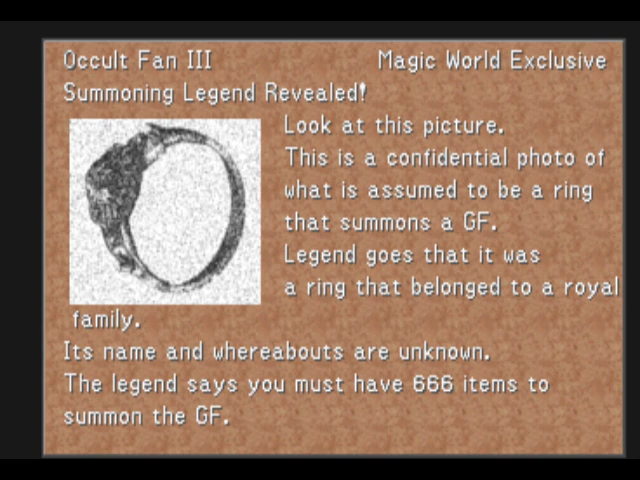 Occult Fan III Magic World Exclusive
Summoning Legend Revealed!
Look at this picture.
This is a confidential photo of
what is assumed to be a ring
that summons a GF.
Legend goes that it was
a ring that belonged to a royal
family.
Its name and whereabouts are unknown.
The legend says you must have 666 items to
summon the GF.